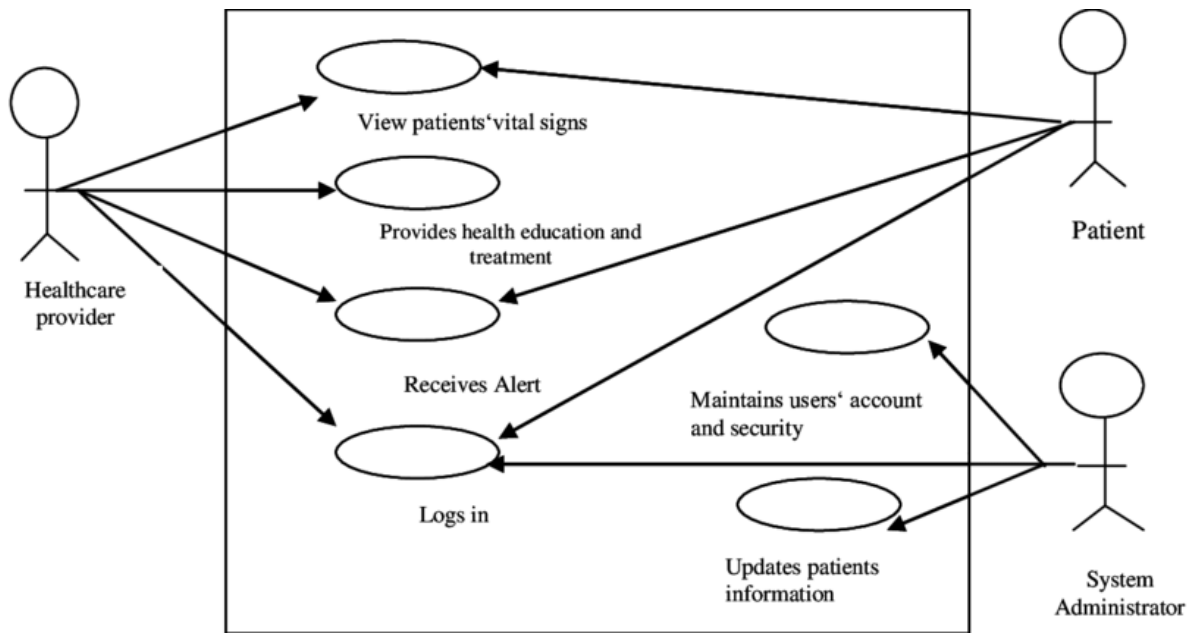 View patients‘vital signs
Provides health education and
treatment
Patient
Healthcare
provider
Receives Alert
Maintains users‘ account
and security
Logs in
Updates patients
information
System
Administrator